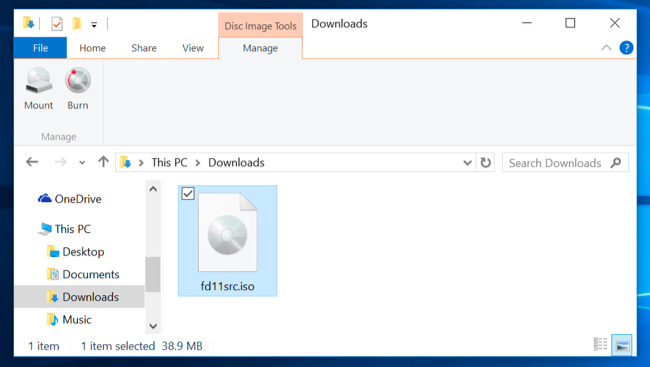 Disc Image Tools
Downloads
File
Home
Share
View
Manage
?
Mount
Burn
Manage
This PC
Downloads
Search Downloads
OneDrive
This PC
Desktop
Documents
Downloads
Music
fd11src.iso
1 item
1 item selected 38.9 MB